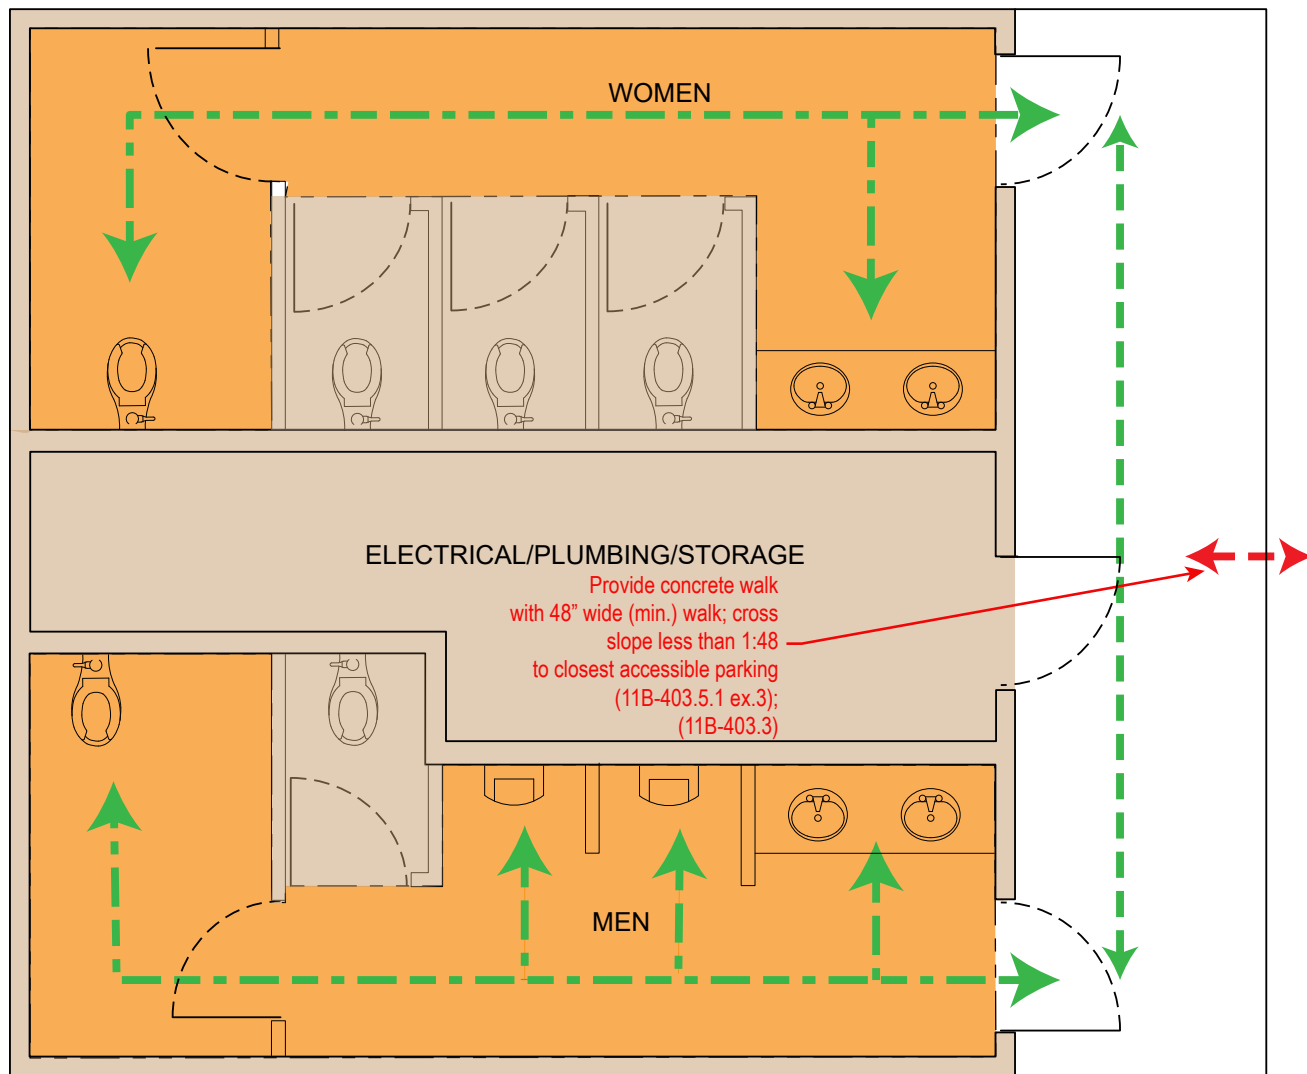 WOMEN
ELECTRICAL/PLUMBING/STORAGE
Provide concrete walk
with 48” wide (min.) walk; cross
slope less than 1:48
to closest accessible parking
(11B-403.5.1 ex.3);
(11B-403.3)
MEN